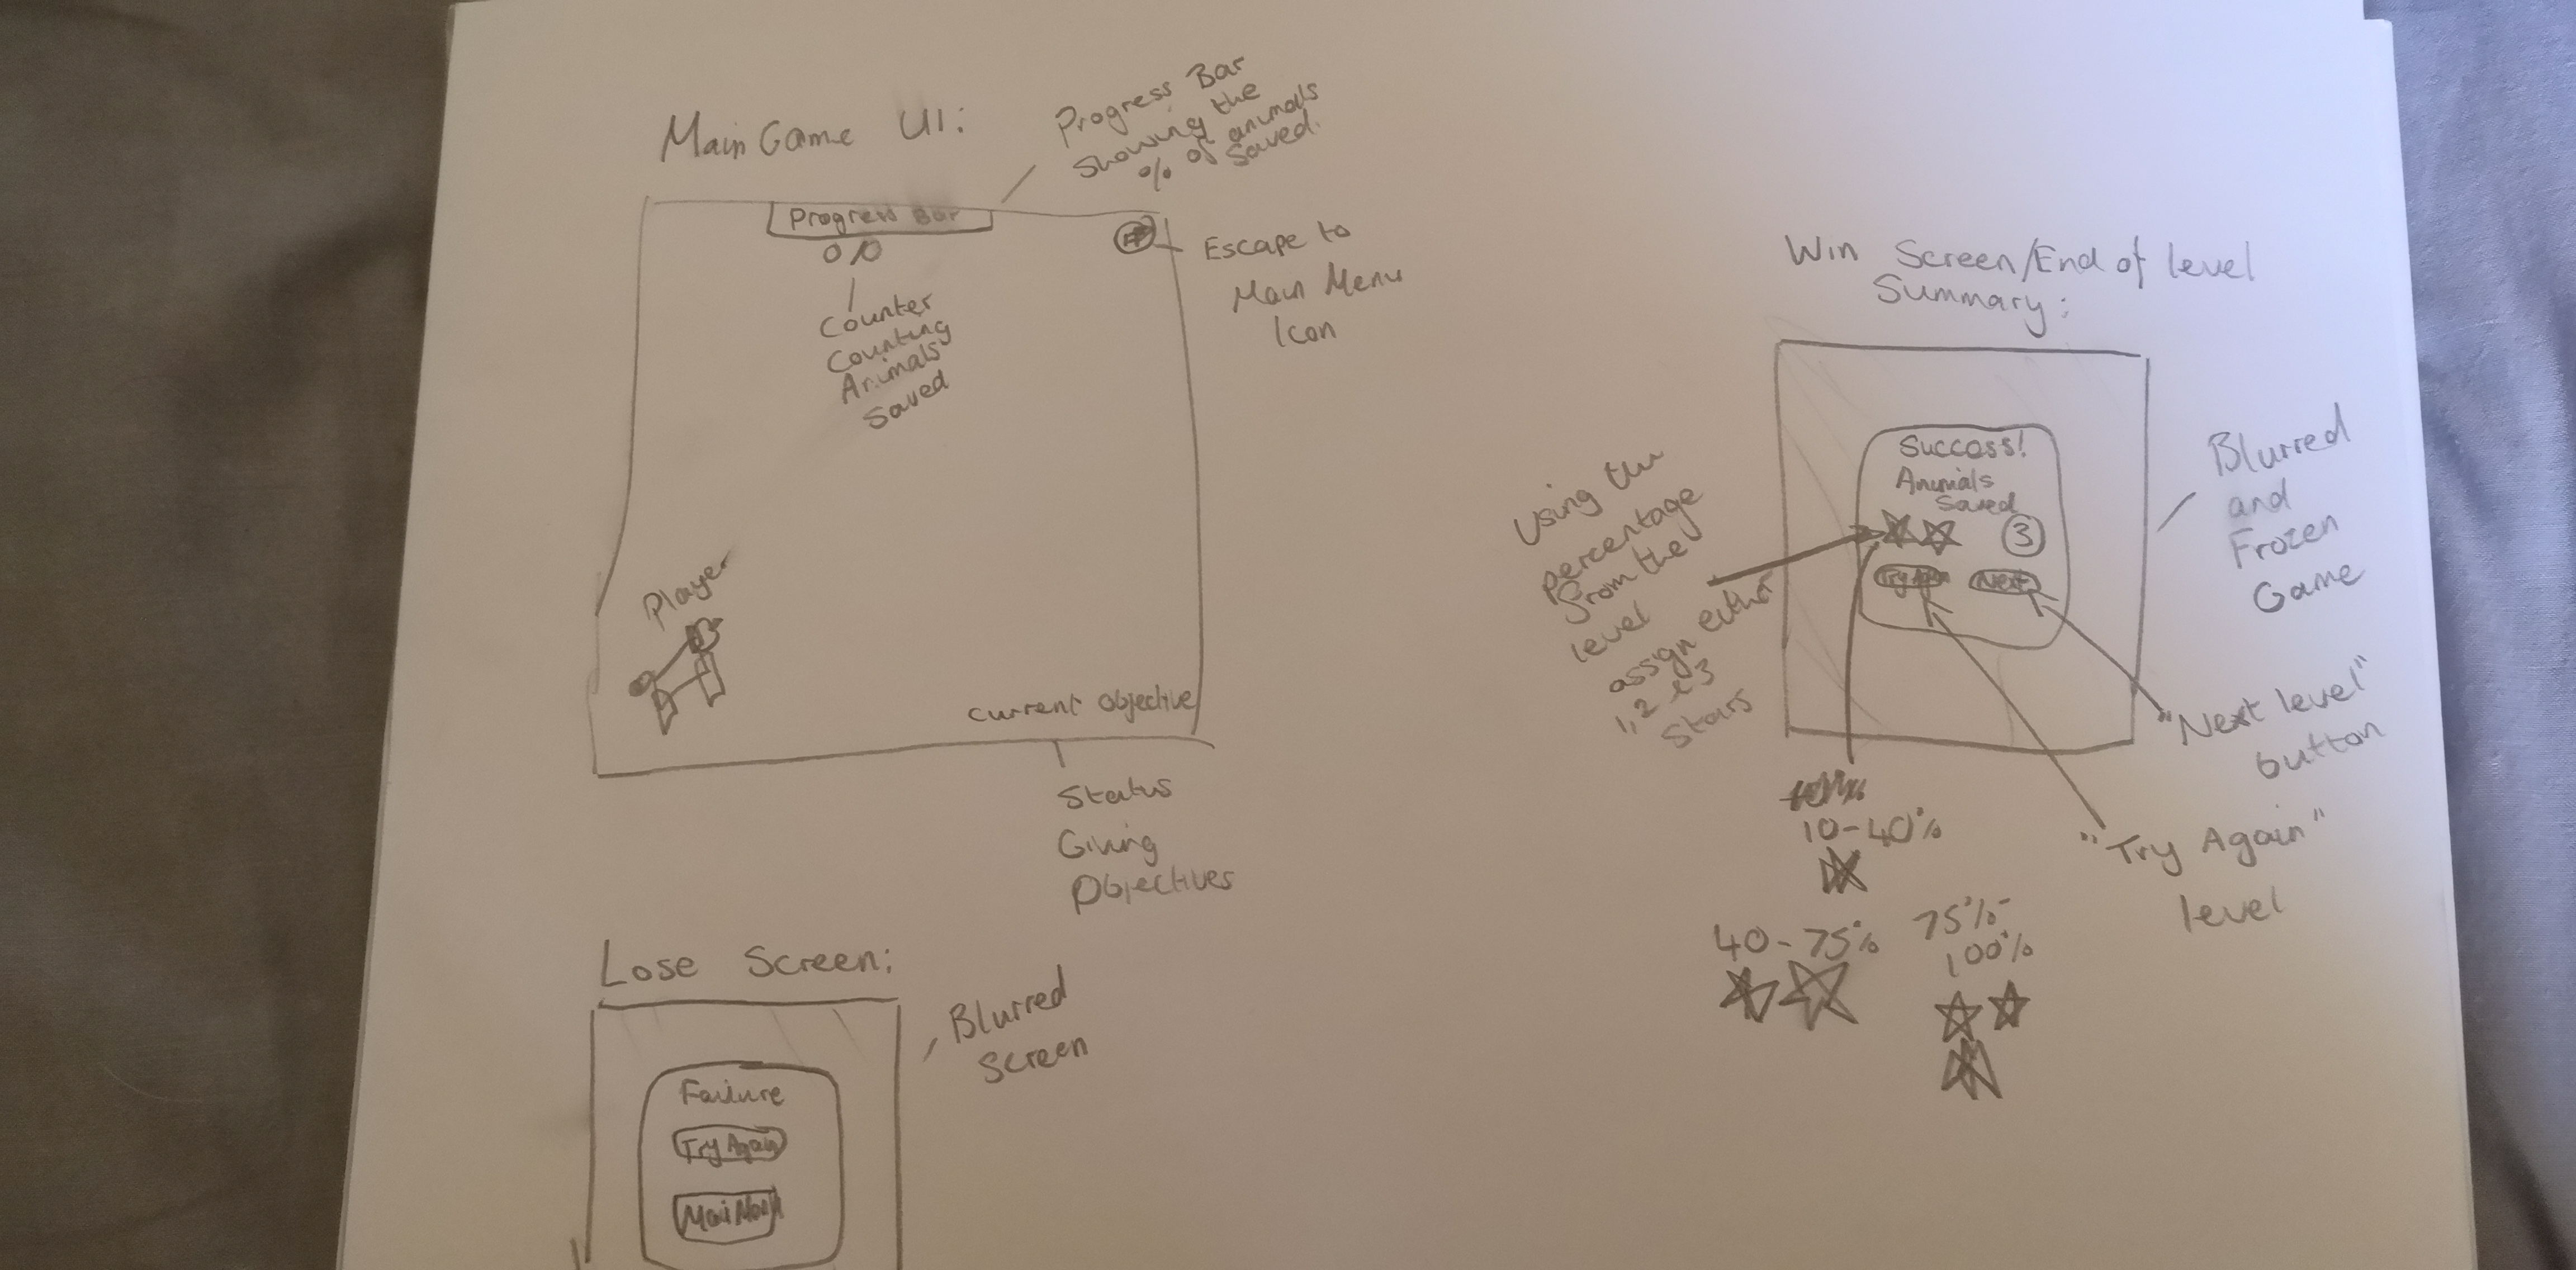 Main Game UI:
Progress Bar
showing the
% of animals
saved.
Progress Bar
0/0
Counter
Counting
Animals
Saved
Escape to
Main Menu
Icon
Player
current objective
Status
Giving
Objectives
Lose Screen:
Blurred
Screen
Failure
Try Again
Win Screen/End of level
Summary:
Success!
Animals
Saved
3
Try Again
Next
Using the
percentage
from the
level
assign either
1, 2 or 3
Stars
Blurred
and
Frozen
Game
"Next level"
button
"Try Again"
level
10-40%
40-75%
75%-
100%